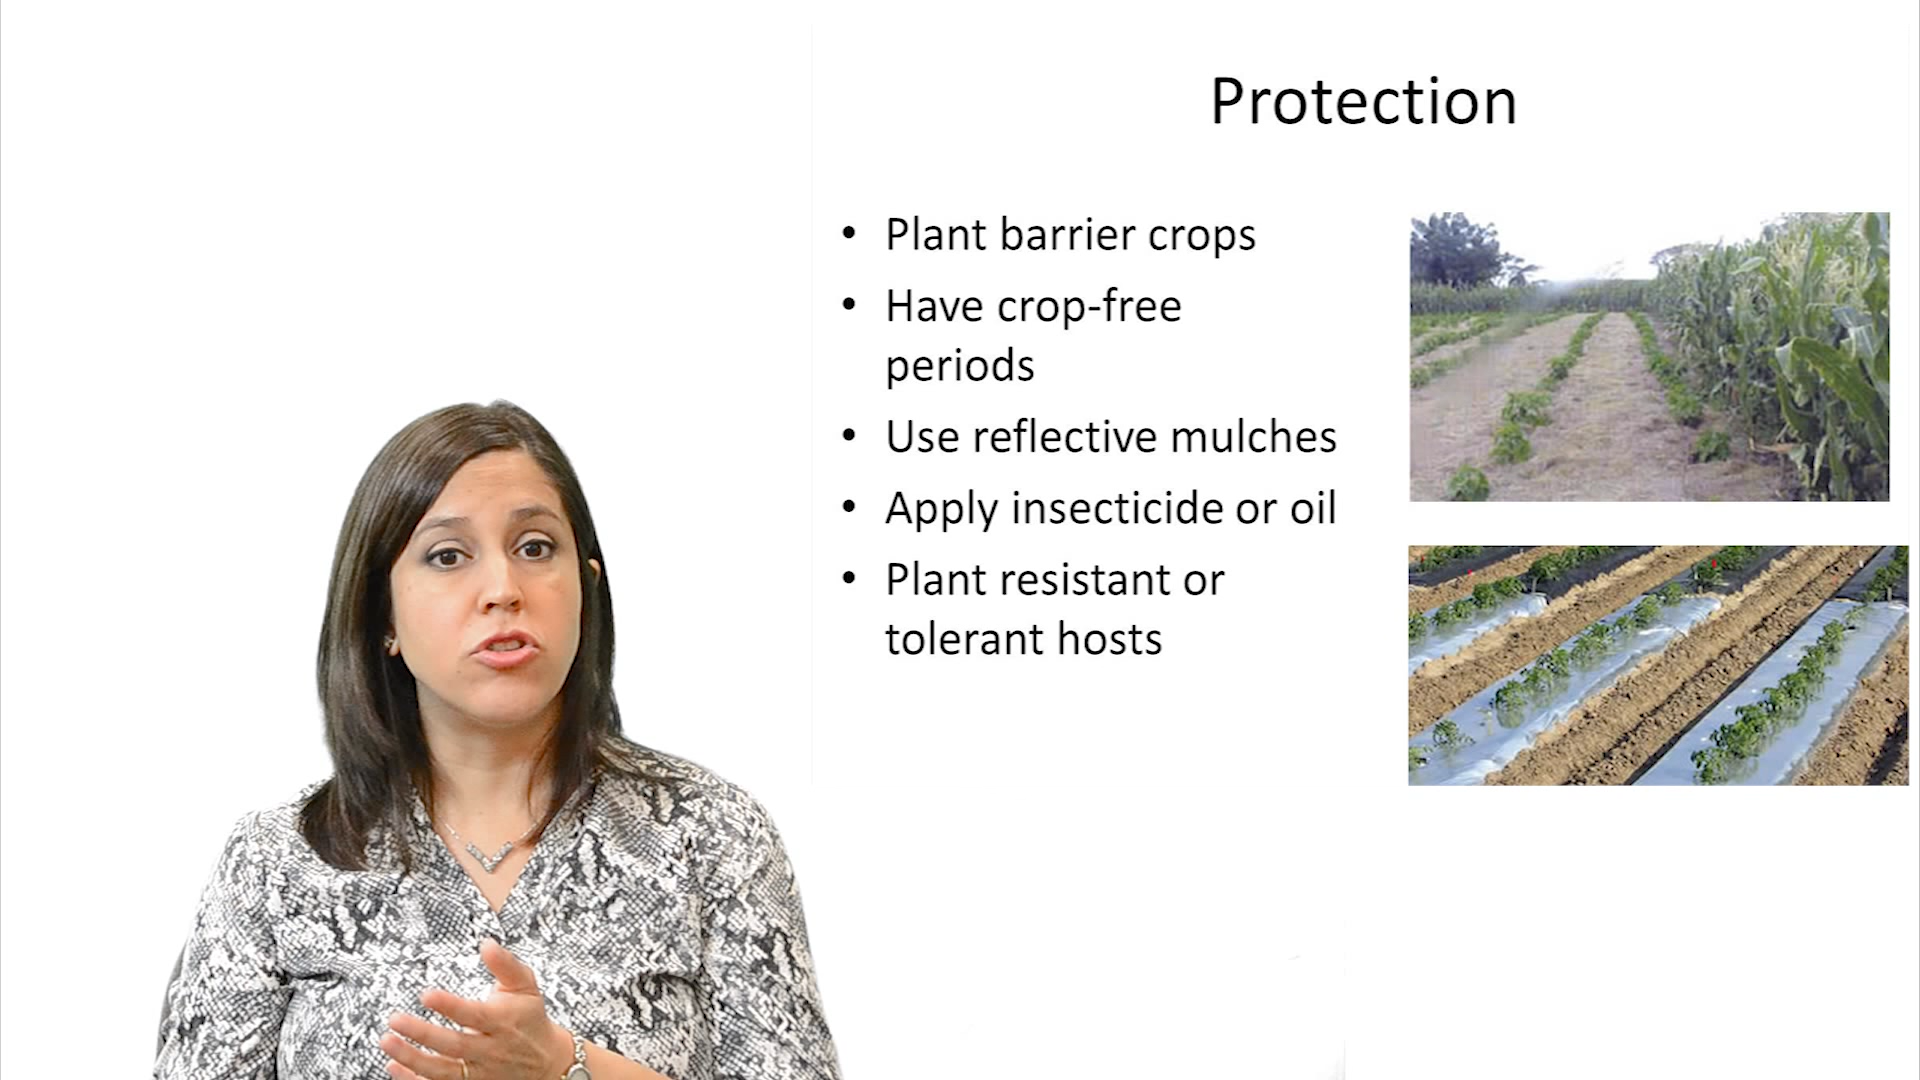 Protection
• Plant barrier crops
• Have crop-free
periods
• Use reflective mulches
• Apply insecticide or oil
• Plant resistant or
tolerant hosts